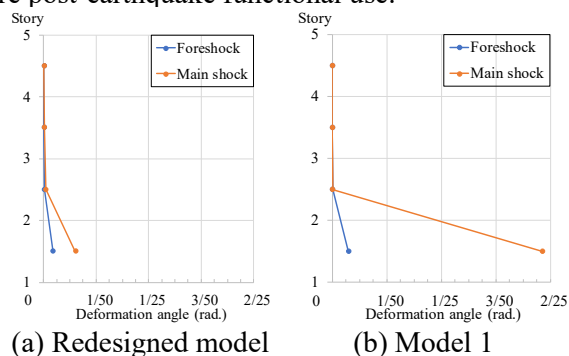 re post-earthquake functional use.
Story
5
4
3
2
1
0
1/50
1/25
3/50
2/25
Deformation angle (rad.)
Foreshock
Main shock
(a) Redesigned model
Story
5
4
3
2
1
0
1/50
1/25
3/50
2/25
Deformation angle (rad.)
Foreshock
Main shock
(b) Model 1